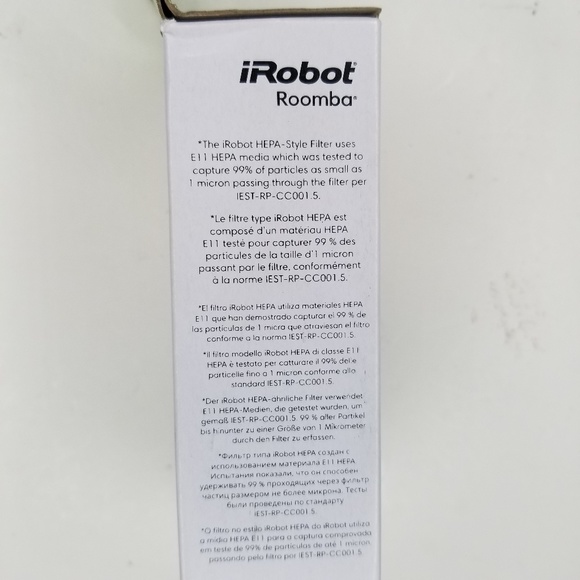 iRobot®
Roomba®
*The iRobot HEPA-Style Filter uses
E11 HEPA media which was tested to
capture 99% of particles as small as
1 micron passing through the filter per
IEST-RP-CC001.5.
*Le filtre type iRobot HEPA est
composé d'un matériau HEPA
E11 testé pour capturer 99 % des
particules de la taille d'1 micron
passant par le filtre, conformément
à la norme IEST-RP-CC001.5.
*El filtro iRobot HEPA utiliza materiales HEPA
E11 que han demostrado capturar el 99 % de
las partículas de 1 micra que atraviesan el filtro
conforme a la norma IEST-RP-CC001.5.
*Il filtro modello iRobot HEPA di classe E11
HEPA è testato per catturare il 99% delle
particelle fino a 1 micron conforme allo
standard IEST-RP-CC001.5.
*Der iRobot HEPA-ähnliche Filter verwendet
E11 HEPA-Medien, die getestet wurden, um
gemäß IEST-RP-CC001.5. 99 % aller Partikel
bis hinunter zu einer Größe von 1 Mikrometer
durch den Filter zu erfassen.
*Фильтр типа iRobot HEPA создан с
использованием материала E11 HEPA.
Испытания показали, что он способен
удерживать 99 % проходящих через фильтр
частиц размером не более микрона. Тесты
были проведены по стандарту
IEST-RP-CC001.5.
*O filtro no estilo iRobot HEPA do iRobot utiliza
a mídia HEPA E11 para a captura comprovada
em teste de 99% de partículas de até 1 micron
passando pelo filtro por IEST-RP-CC001.5.